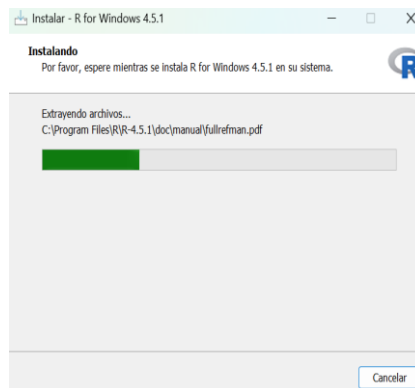 Instalar - R for Windows 4.5.1
Instalando
Por favor, espere mientras se instala R for Windows 4.5.1 en su sistema.
R
Extrayendo archivos...
C:\Program Files\R\R-4.5.1\doc\manual\fullrefman.pdf
Cancelar